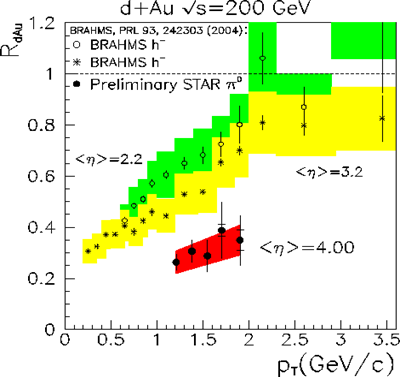 d+Au √s=200 GeV
R_dAu
1.2
1
0.8
0.6
0.4
0.2
0
BRAHMS, PRL 93, 242303 (2004):
○ BRAHMS h⁻
✳ BRAHMS h⁻
● Preliminary STAR π⁰
<η>=2.2
<η>=3.2
<η>=4.00
0 0.5 1 1.5 2 2.5 3 3.5
p_T(GeV/c)